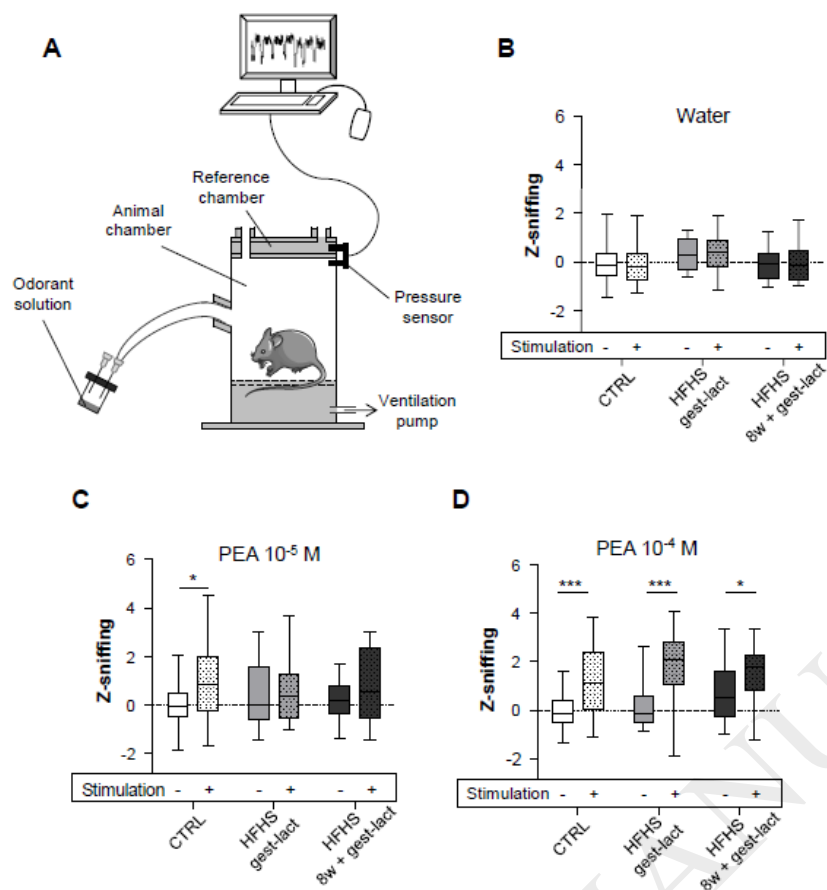 A
Reference
chamber
Animal
chamber
Odorant
solution
Pressure
sensor
Ventilation
pump
B
Water
Z-sniffing
6
4
2
0
-2
Stimulation - + - + - +
CTRL
HFHS
gest-lact
HFHS
8w + gest-lact
C
PEA 10⁻⁵ M
Z-sniffing
6
4
2
0
-2
*
Stimulation - + - + - +
CTRL
HFHS
gest-lact
HFHS
8w + gest-lact
D
PEA 10⁻⁴ M
Z-sniffing
6
4
2
0
-2
*** *** *
Stimulation - + - + - +
CTRL
HFHS
gest-lact
HFHS
8w + gest-lact